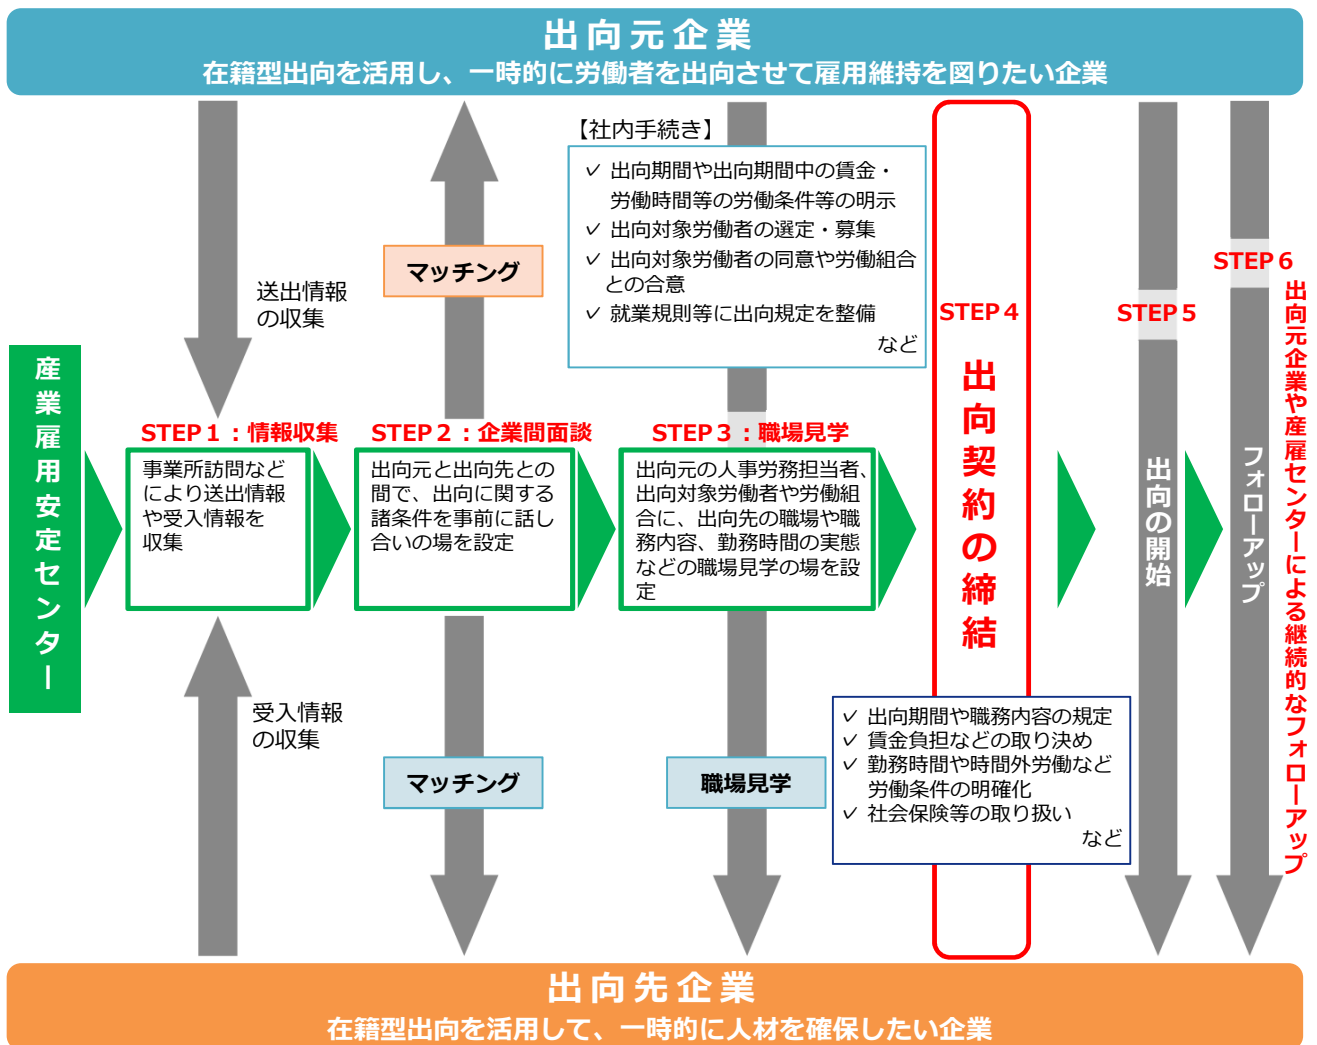 出向元企業
在籍型出向を活用し、一時的に労働者を出向させて雇用維持を図りたい企業
【社内手続き】
✓ 出向期間や出向期間中の賃金・
労働時間等の労働条件等の明示
✓ 出向対象労働者の選定・募集
✓ 出向対象労働者の同意や労働組合
との合意
✓ 就業規則等に出向規定を整備
など
マッチング
送出情報
の収集
産業雇用安定センター
STEP1：情報収集
事業所訪問など
により送出情報
や受入情報を
収集
STEP2：企業間面談
出向元と出向先との
間で、出向に関する
諸条件を事前に話し
合いの場を設定
STEP3：職場見学
出向元の人事労務担当者、
出向対象労働者や労働組
合に、出向先の職場や職
務内容、勤務時間の実態
などの職場見学の場を設
定
STEP4
出向契約の締結
STEP5
出向の開始
STEP6
フォローアップ
出向元企業や産雇センターによる継続的なフォローアップ
受入情報
の収集
マッチング
職場見学
✓ 出向期間や職務内容の規定
✓ 賃金負担などの取り決め
✓ 勤務時間や時間外労働など
労働条件の明確化
✓ 社会保険等の取り扱い
など
出向先企業
在籍型出向を活用して、一時的に人材を確保したい企業